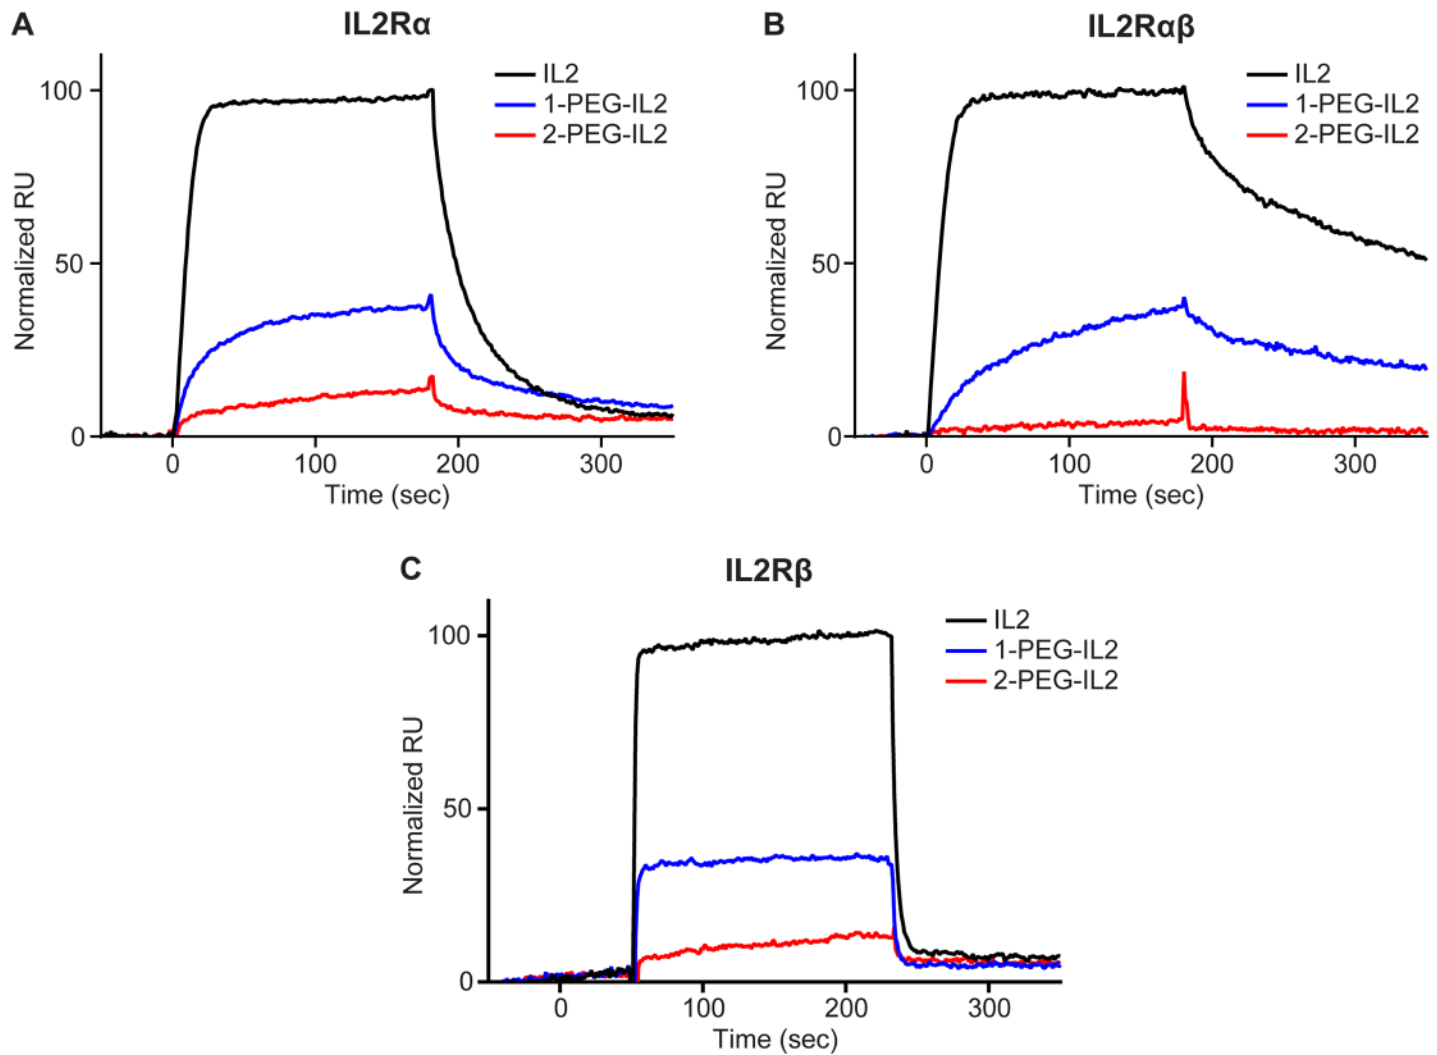 A
IL2Rα
IL2
1-PEG-IL2
2-PEG-IL2
100
50
0
Normalized RU
0 100 200 300
Time (sec)
B
IL2Rαβ
IL2
1-PEG-IL2
2-PEG-IL2
100
50
0
Normalized RU
0 100 200 300
Time (sec)
C
IL2Rβ
IL2
1-PEG-IL2
2-PEG-IL2
100
50
0
Normalized RU
0 100 200 300
Time (sec)